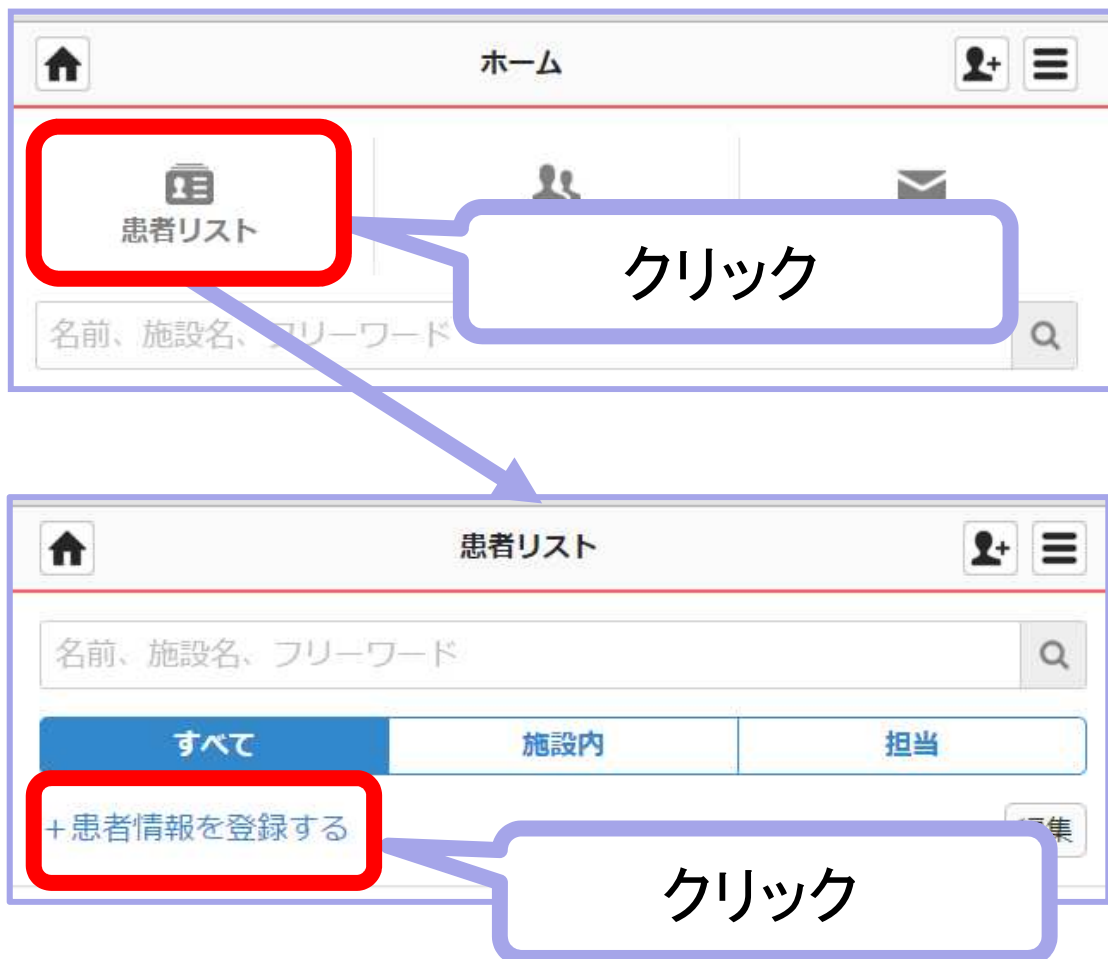 ホーム
患者リスト
クリック
名前、施設名、フリーワード
患者リスト
名前、施設名、フリーワード
すべて
施設内
担当
+患者情報を登録する
クリック